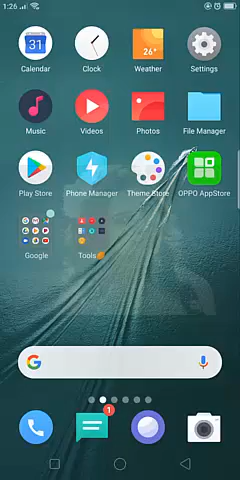 1:26
31
26°
Calendar Clock Weather Settings
Music Videos Photos File Manager
Play Store Phone Manager Theme Store OPPO AppStore
Google Tools
G
1